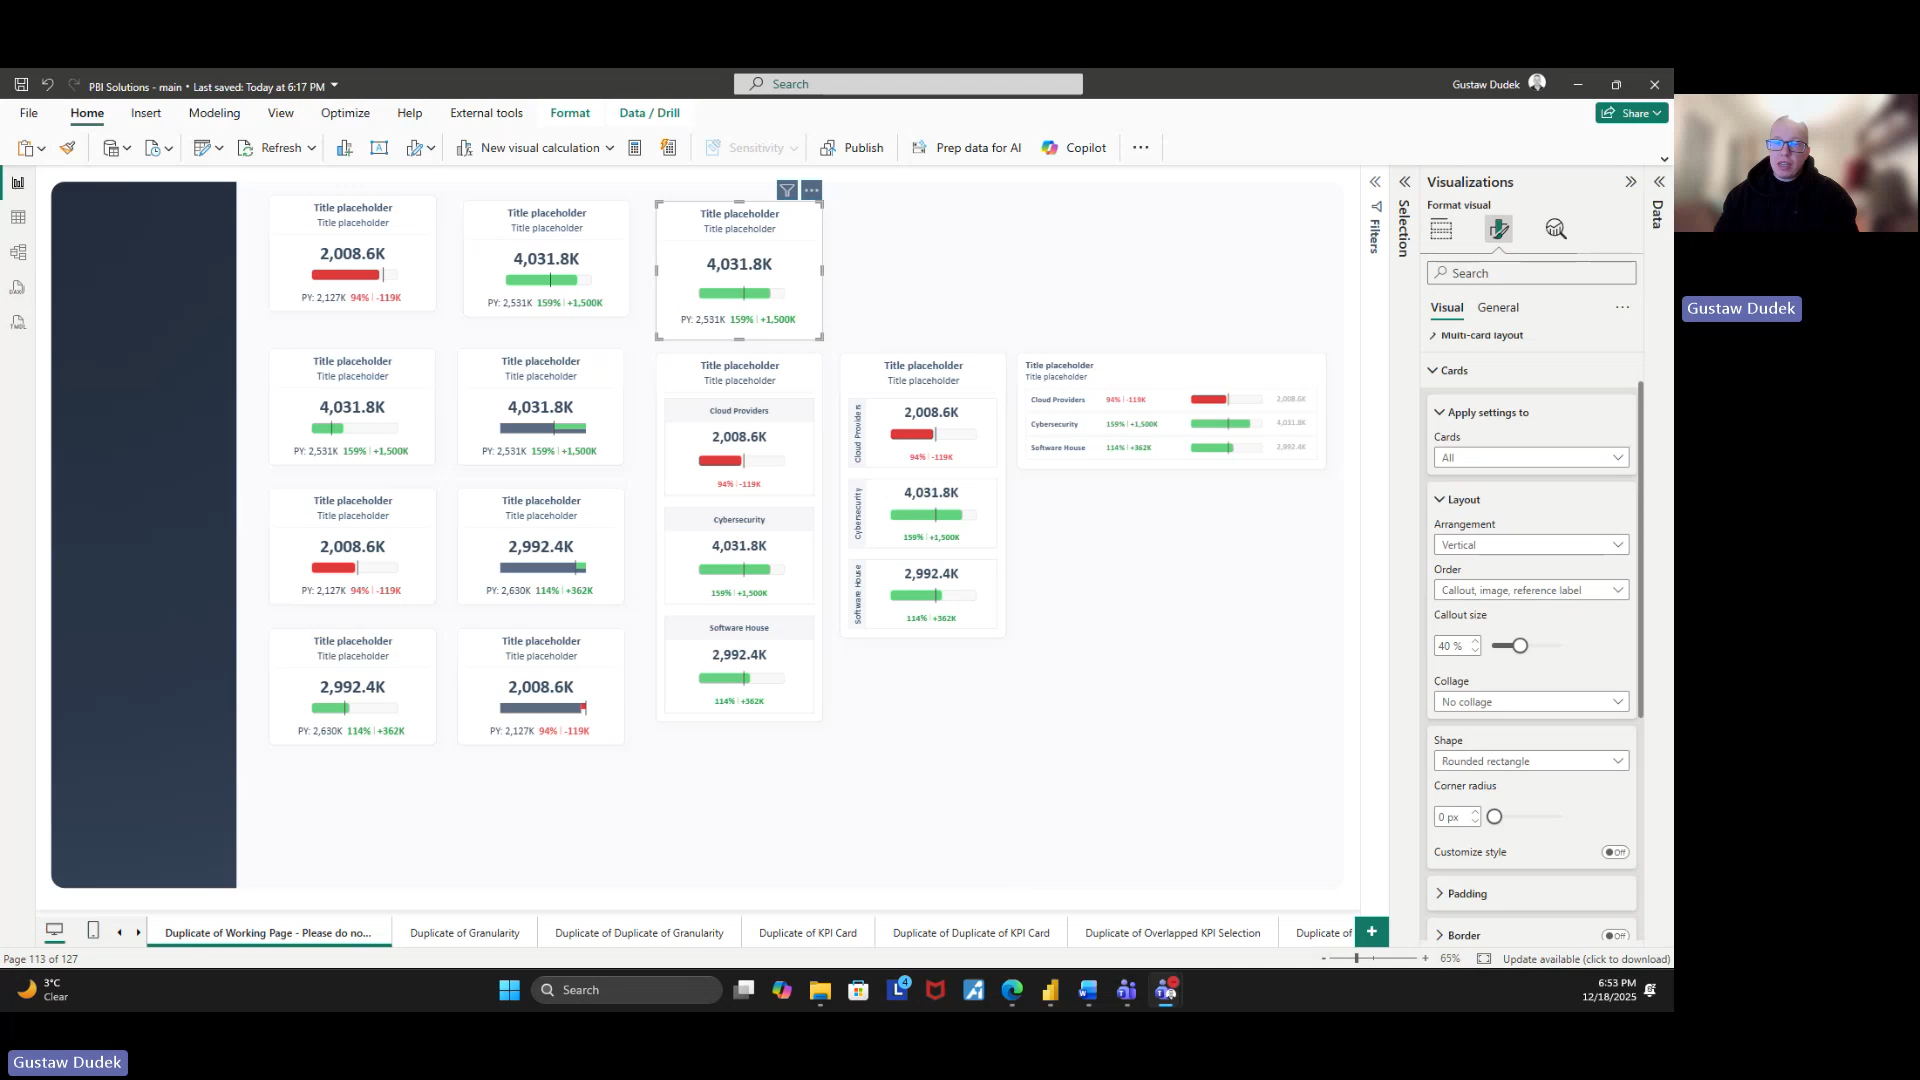 PBI Solutions - main • Last saved: Today at 6:17 PM
Search
Gustaw Dudek
File
Home
Insert
Modeling
View
Optimize
Help
External tools
Format
Data / Drill
Share
Refresh
New visual calculation
Sensitivity
Publish
Prep data for AI
Copilot
Title placeholder
Title placeholder
2,008.6K
PY: 2,127K 94% | -119K
Title placeholder
Title placeholder
4,031.8K
PY: 2,531K 159% | +1,500K
Title placeholder
Title placeholder
4,031.8K
PY: 2,531K 159% | +1,500K
Title placeholder
Title placeholder
4,031.8K
PY: 2,531K 159% | +1,500K
Title placeholder
Title placeholder
4,031.8K
PY: 2,531K 159% | +1,500K
Title placeholder
Title placeholder
2,008.6K
PY: 2,127K 94% | -119K
Title placeholder
Title placeholder
2,992.4K
PY: 2,630K 114% | +362K
Title placeholder
Title placeholder
2,992.4K
PY: 2,630K 114% | +362K
Title placeholder
Title placeholder
2,008.6K
PY: 2,127K 94% | -119K
Title placeholder
Title placeholder
Cloud Providers
2,008.6K
94% | -119K
Cybersecurity
4,031.8K
159% | +1,500K
Software House
2,992.4K
114% | +362K
Title placeholder
Title placeholder
Cloud Providers
2,008.6K
94% | -119K
Cybersecurity
4,031.8K
159% | +1,500K
Software House
2,992.4K
114% | +362K
Title placeholder
Title placeholder
Cloud Providers 94% | -119K 2,008.6K
Cybersecurity 159% | +1,500K 4,031.8K
Software House 114% | +362K 2,992.4K
Filters
Selection
Visualizations
Format visual
Search
Visual
General
Multi-card layout
Cards
Apply settings to
Cards
All
Layout
Arrangement
Vertical
Order
Callout, image, reference label
Callout size
40 %
Collage
No collage
Shape
Rounded rectangle
Corner radius
0 px
Customize style
Off
Padding
Border
Off
Data
Duplicate of Working Page - Please do no...
Duplicate of Granularity
Duplicate of Duplicate of Granularity
Duplicate of KPI Card
Duplicate of Duplicate of KPI Card
Duplicate of Overlapped KPI Selection
Duplicate of
Page 113 of 127
65%
Update available (click to download)
3°C
Clear
Search
4
6:53 PM
12/18/2025
Gustaw Dudek
Gustaw Dudek